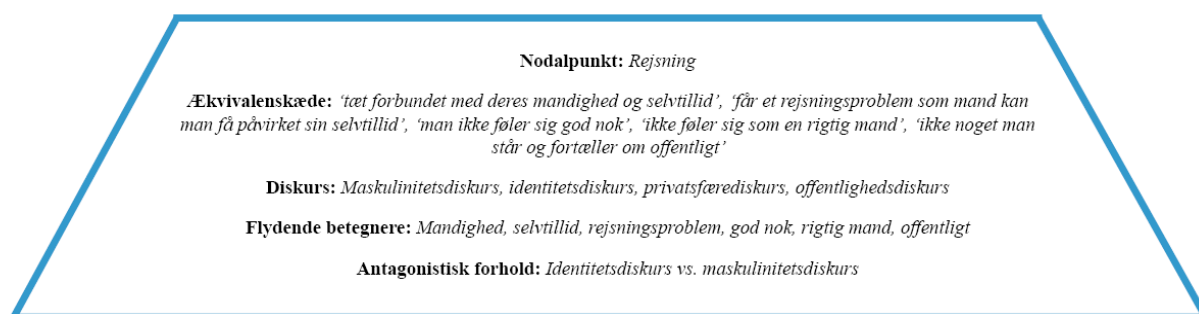 Nodalpunkt: Rejsning
Ækvivalenskæde: ‘tæt forbundet med deres mandighed og selvtillid’, ‘får et rejsningsproblem som mand kan
man få påvirket sin selvtillid’, ‘man ikke føler sig god nok’, ‘ikke føler sig som en rigtig mand’, ‘ikke noget man
står og fortæller om offentligt’
Diskurs: Maskulinitetsdiskurs, identitetsdiskurs, privatsfærediskurs, offentlighedsdiskurs
Flydende betegnere: Mandighed, selvtillid, rejsningsproblem, god nok, rigtig mand, offentligt
Antagonistisk forhold: Identitetsdiskurs vs. maskulinitetsdiskurs